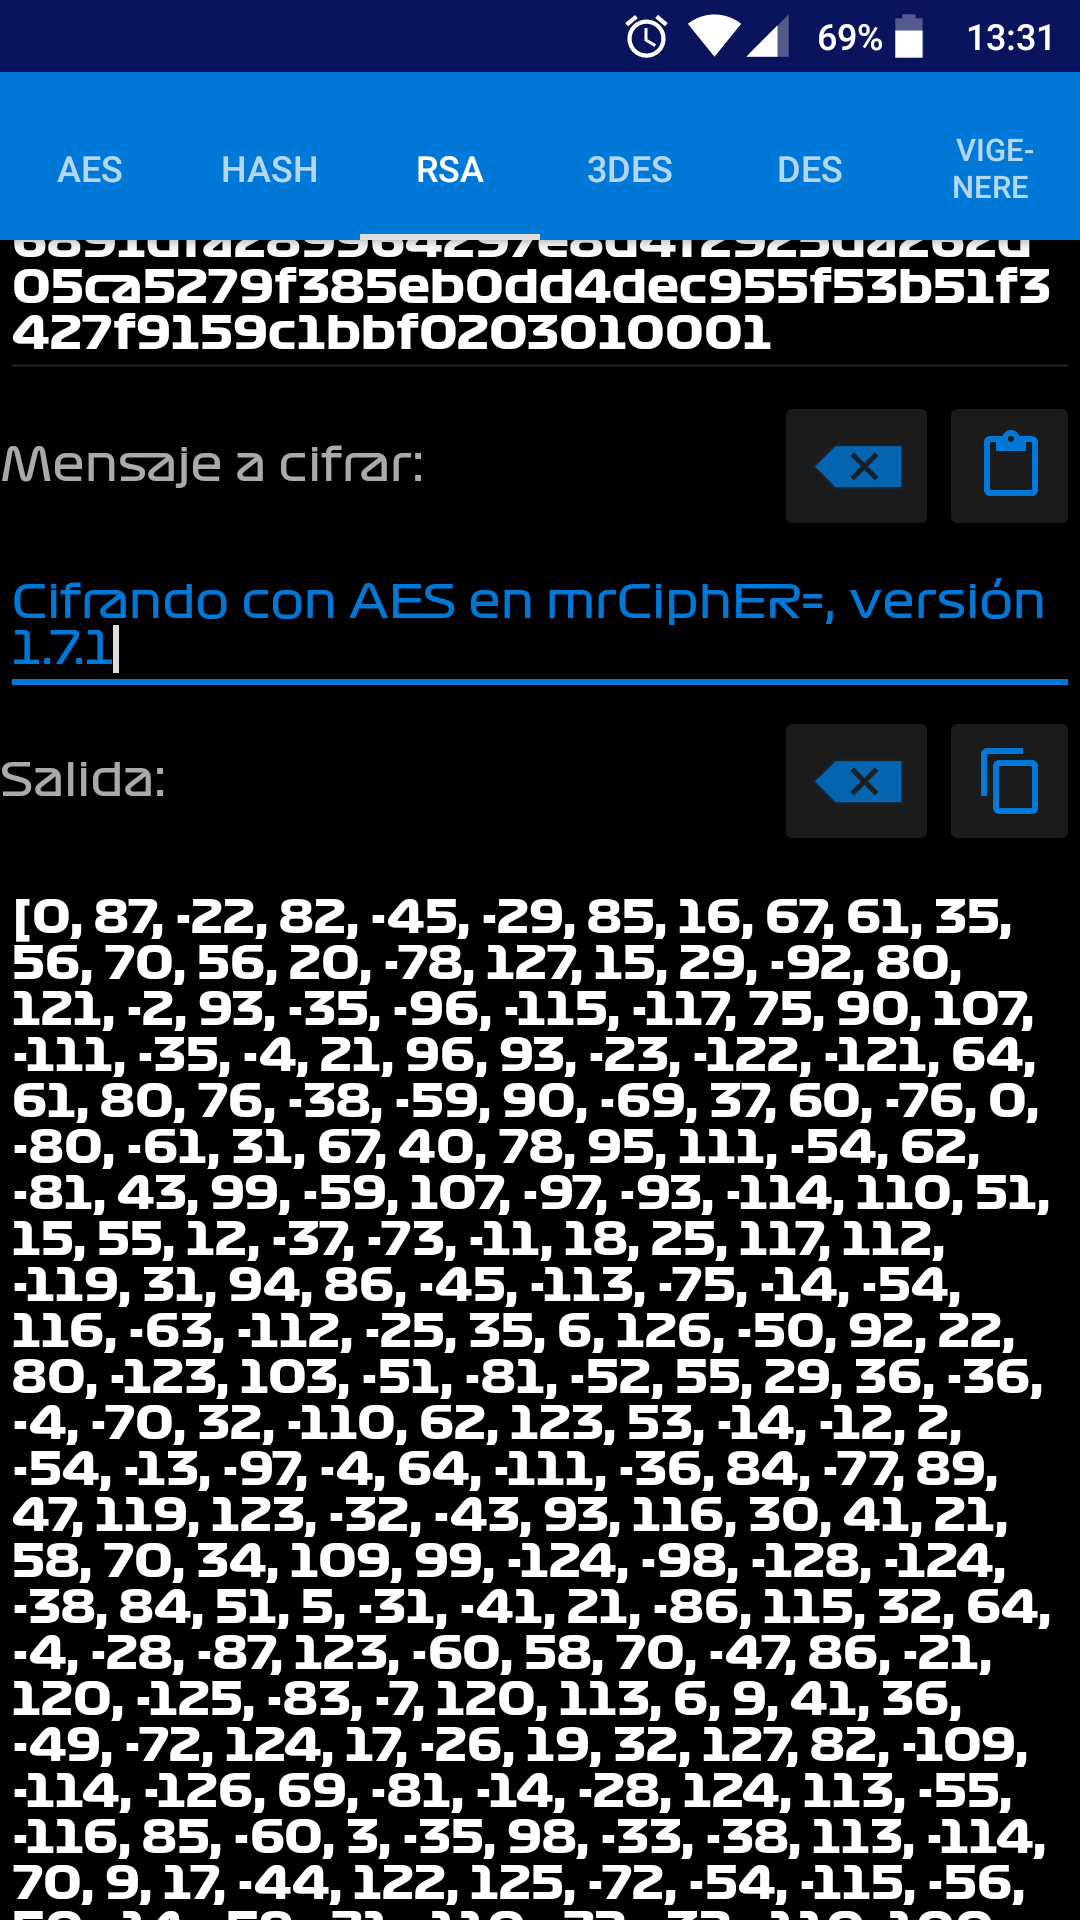 69% 13:31
AES HASH RSA 3DES DES VIGE-
NERE
6891dfa289964297e8d4f2925da262d
05ca5279f385eb0dd4dec955f53b51f3
427f9159c1bbf0203010001
Mensaje a cifrar:
Cifrando con AES en mrCiphER=, versión
1.7.1
Salida:
[0, 87, -22, 82, -45, -29, 85, 16, 67, 61, 35,
56, 70, 56, 20, -78, 127, 15, 29, -92, 80,
121, -2, 93, -35, -96, -115, -117, 75, 90, 107,
-111, -35, -4, 21, 96, 93, -23, -122, -121, 64,
61, 80, 76, -38, -59, 90, -69, 37, 60, -76, 0,
-80, -61, 31, 67, 40, 78, 95, 111, -54, 62,
-81, 43, 99, -59, 107, -97, -93, -114, 110, 51,
15, 55, 12, -37, -73, -11, 18, 25, 117, 112,
-119, 31, 94, 86, -45, -113, -75, -14, -54,
116, -63, -112, -25, 35, 6, 126, -50, 92, 22,
80, -123, 103, -51, -81, -52, 55, 29, 36, -36,
-4, -70, 32, -110, 62, 123, 53, -14, -12, 2,
-54, -13, -97, -4, 64, -111, -36, 84, -77, 89,
47, 119, 123, -32, -43, 93, 116, 30, 41, 21,
58, 70, 34, 109, 99, -124, -98, -128, -124,
-38, 84, 51, 5, -31, -41, 21, -86, 115, 32, 64,
-4, -28, -87, 123, -60, 58, 70, -47, 86, -21,
120, -125, -83, -7, 120, 113, 6, 9, 41, 36,
-49, -72, 124, 17, -26, 19, 32, 127, 82, -109,
-114, -126, 69, -81, -14, -28, 124, 113, -55,
-116, 85, -60, 3, -35, 98, -33, -38, 113, -114,
70, 9, 17, -44, 122, 125, -72, -54, -115, -56,